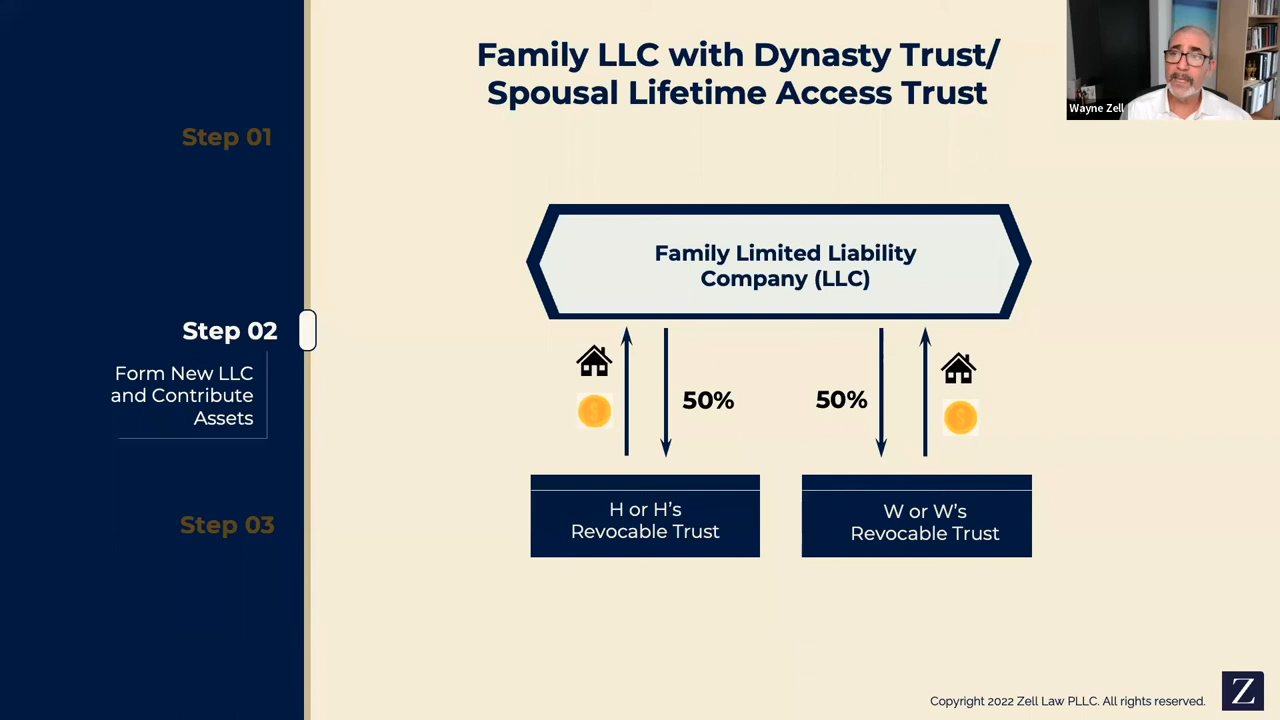 Family LLC with Dynasty Trust/
Spousal Lifetime Access Trust
Wayne Zell
Step 01
Step 02
Form New LLC
and Contribute
Assets
Step 03
Family Limited Liability
Company (LLC)
50%
50%
H or H's
Revocable Trust
W or W's
Revocable Trust
Copyright 2022 Zell Law PLLC. All rights reserved.
Z